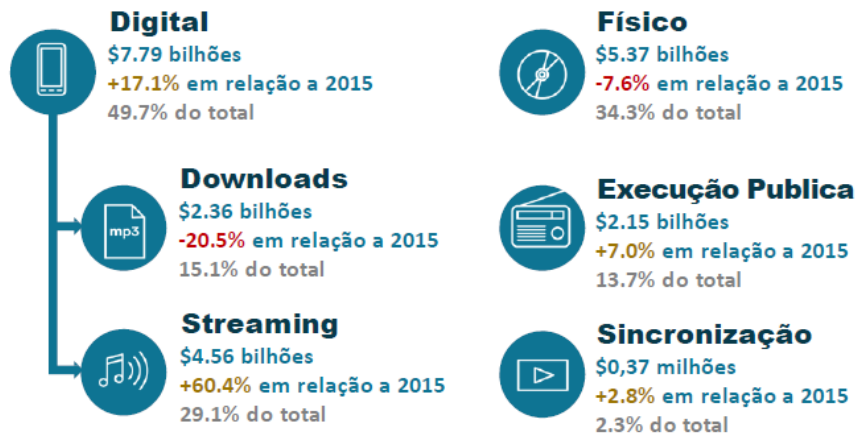 Digital
$7.79 bilhões
+17.1% em relação a 2015
49.7% do total
Downloads
$2.36 bilhões
-20.5% em relação a 2015
15.1% do total
mp3
Streaming
$4.56 bilhões
+60.4% em relação a 2015
29.1% do total
Físico
$5.37 bilhões
-7.6% em relação a 2015
34.3% do total
Execução Publica
$2.15 bilhões
+7.0% em relação a 2015
13.7% do total
Sincronização
$0,37 milhões
+2.8% em relação a 2015
2.3% do total